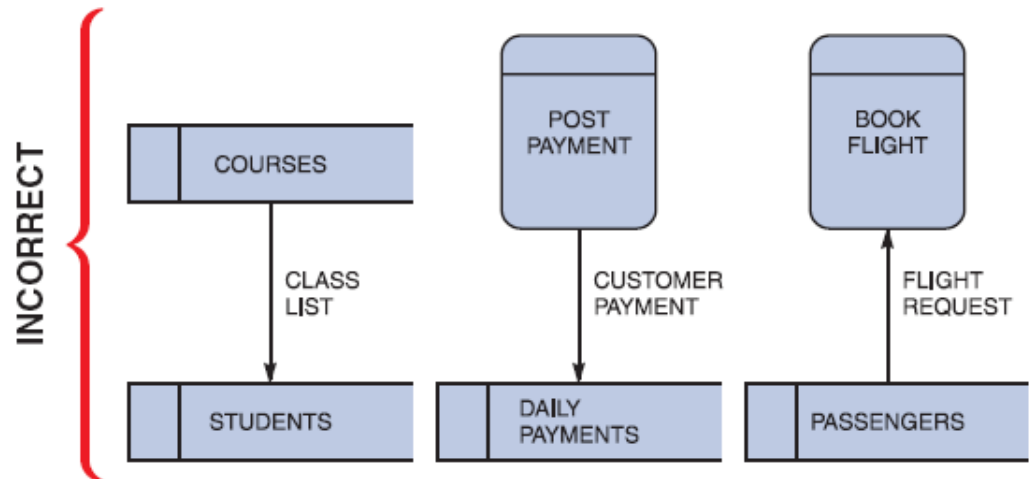 INCORRECT
COURSES
CLASS
LIST
STUDENTS
POST
PAYMENT
CUSTOMER
PAYMENT
DAILY
PAYMENTS
BOOK
FLIGHT
FLIGHT
REQUEST
PASSENGERS